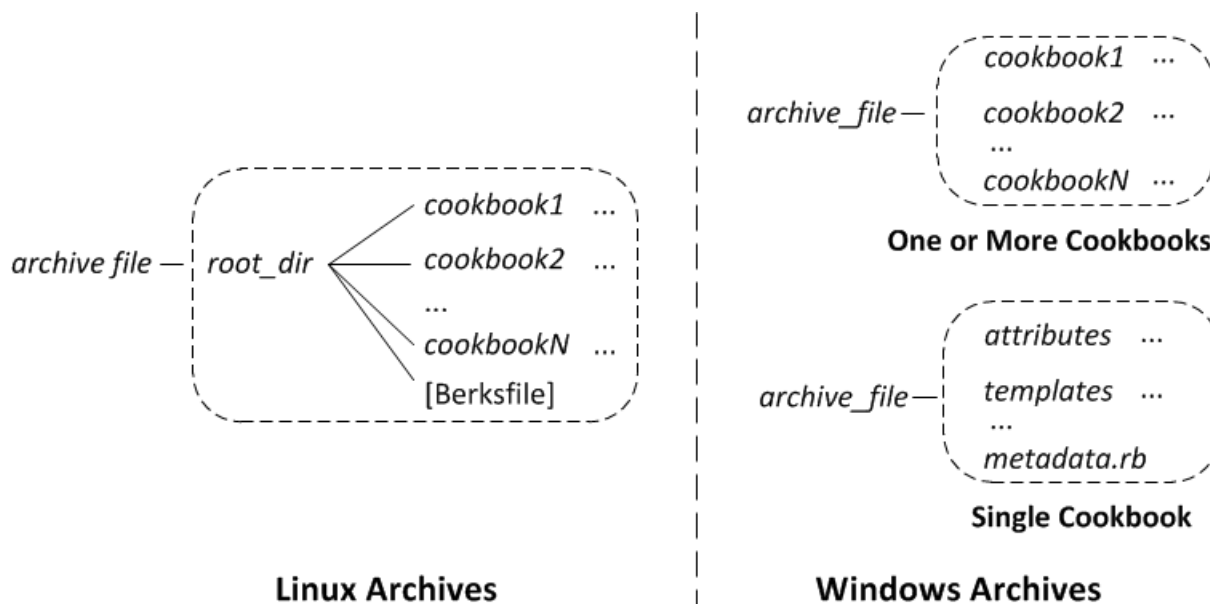 archive file
root_dir
cookbook1 ...
cookbook2 ...
...
cookbookN ...
[Berksfile]
Linux Archives
archive_file
cookbook1 ...
cookbook2 ...
...
cookbookN ...
One or More Cookbooks
archive_file
attributes ...
templates ...
...
metadata.rb
Single Cookbook
Windows Archives